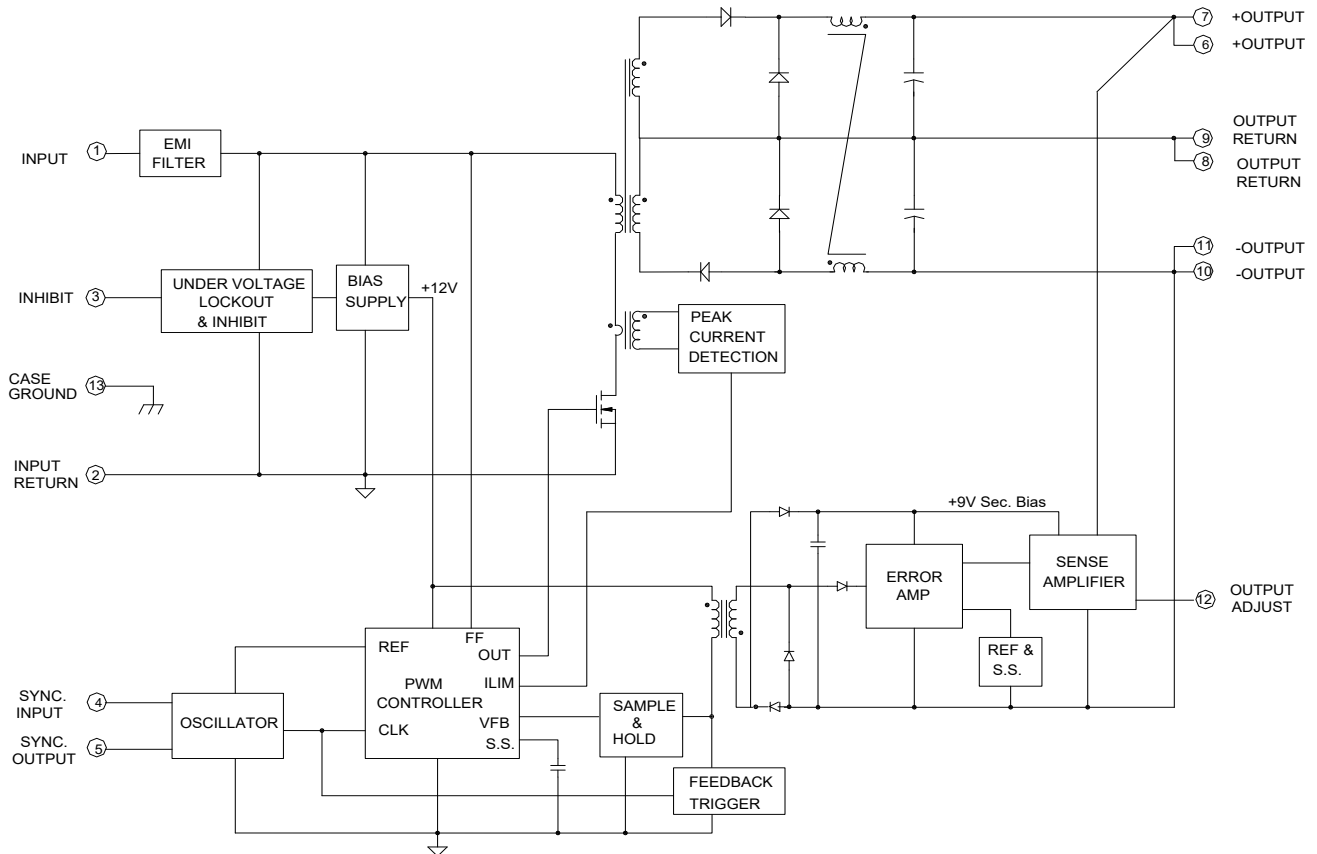 7 +OUTPUT
6 +OUTPUT
OUTPUT
RETURN
9
8 OUTPUT
RETURN
EMI
FILTER
INPUT 1
11 -OUTPUT
10 -OUTPUT
INHIBIT 3
UNDER VOLTAGE
LOCKOUT
& INHIBIT
BIAS
SUPPLY
+12V
PEAK
CURRENT
DETECTION
CASE
GROUND
13
INPUT
RETURN
2
+9V Sec. Bias
ERROR
AMP
SENSE
AMPLIFIER
12 OUTPUT
ADJUST
REF &
S.S.
REF
FF
OUT
PWM
CONTROLLER
ILIM
CLK
VFB
S.S.
SAMPLE
&
HOLD
SYNC.
INPUT
4
OSCILLATOR
SYNC.
OUTPUT
5
FEEDBACK
TRIGGER